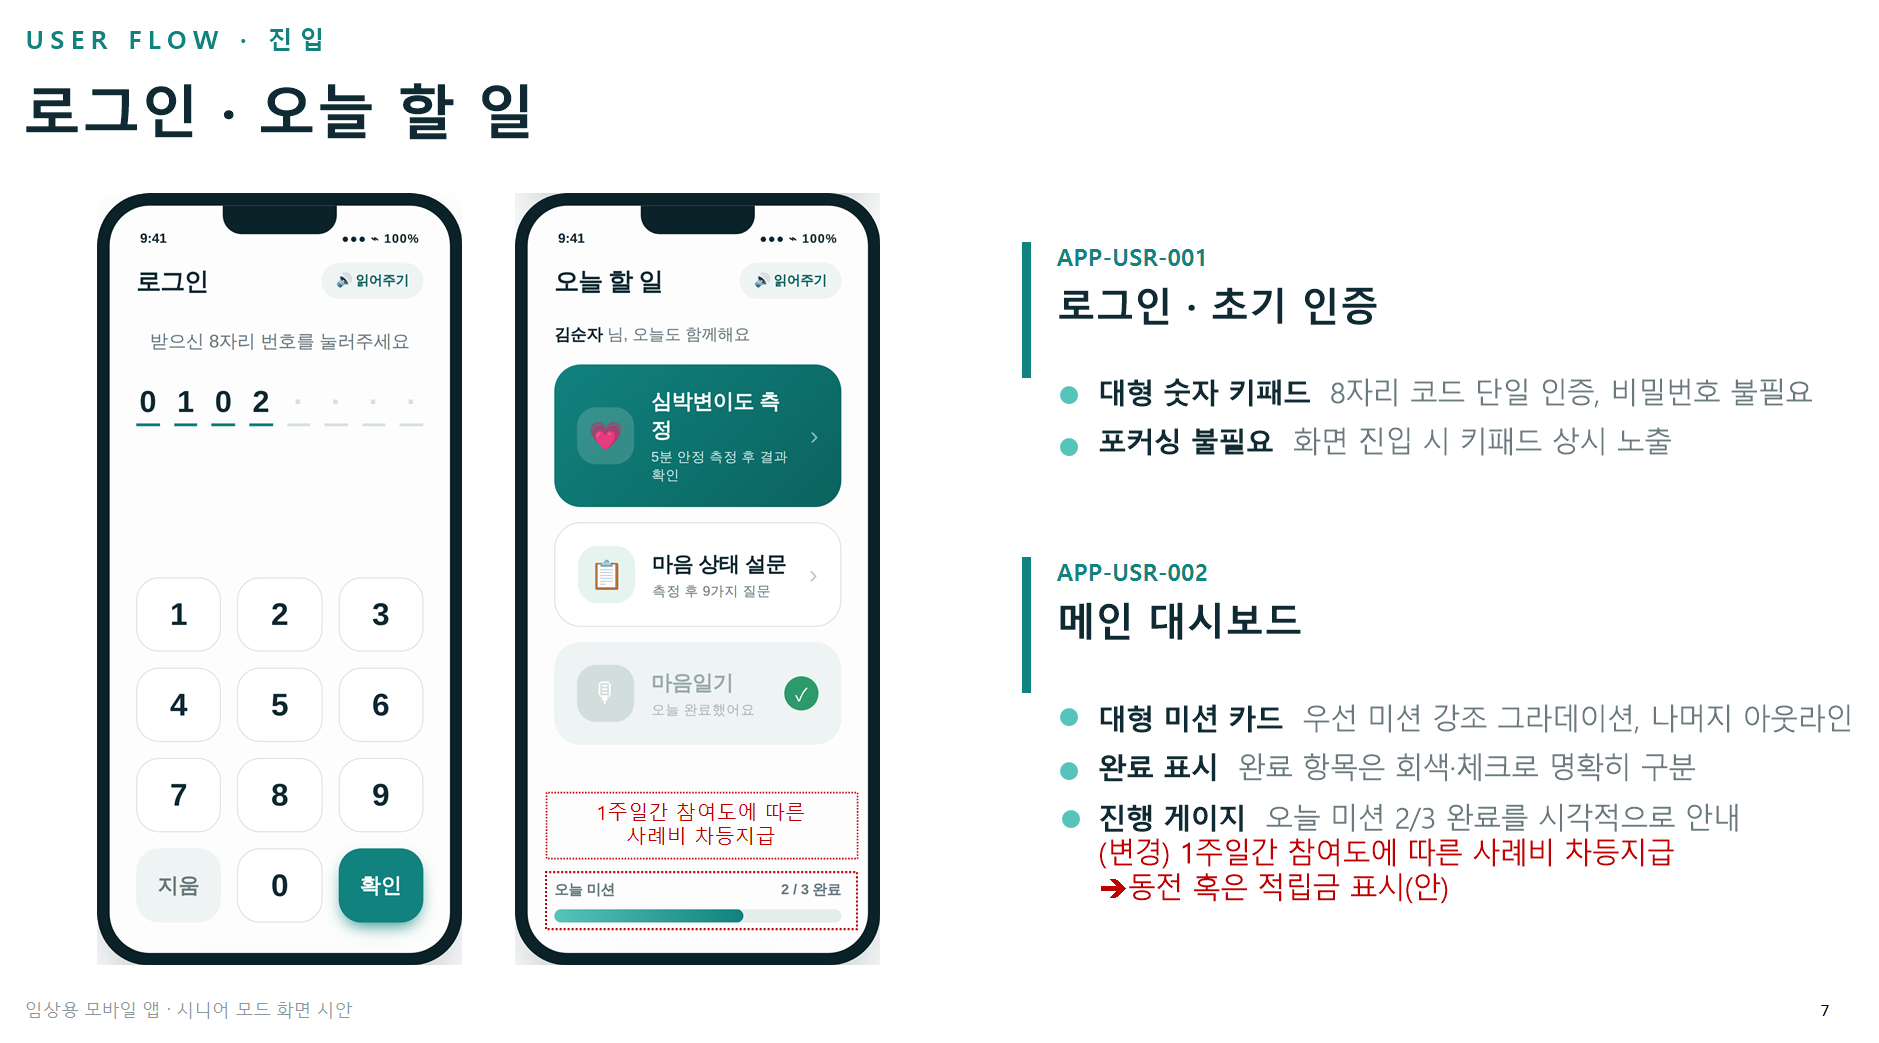 USER FLOW · 진입
로그인 · 오늘 할 일
9:41
100%
로그인
읽어주기
받으신 8자리 번호를 눌러주세요
0 1 0 2 · · · ·
1 2 3
4 5 6
7 8 9
지움 0 확인
9:41
100%
오늘 할 일
읽어주기
김순자 님, 오늘도 함께해요
심박변이도 측
정
5분 안정 측정 후 결과
확인
마음 상태 설문
측정 후 9가지 질문
마음일기
오늘 완료했어요
1주일간 참여도에 따른
사례비 차등지급
오늘 미션 2 / 3 완료
APP-USR-001
로그인 · 초기 인증
대형 숫자 키패드 8자리 코드 단일 인증, 비밀번호 불필요
포커싱 불필요 화면 진입 시 키패드 상시 노출
APP-USR-002
메인 대시보드
대형 미션 카드 우선 미션 강조 그라데이션, 나머지 아웃라인
완료 표시 완료 항목은 회색·체크로 명확히 구분
진행 게이지 오늘 미션 2/3 완료를 시각적으로 안내
(변경) 1주일간 참여도에 따른 사례비 차등지급
➔동전 혹은 적립금 표시(안)
임상용 모바일 앱 · 시니어 모드 화면 시안
7